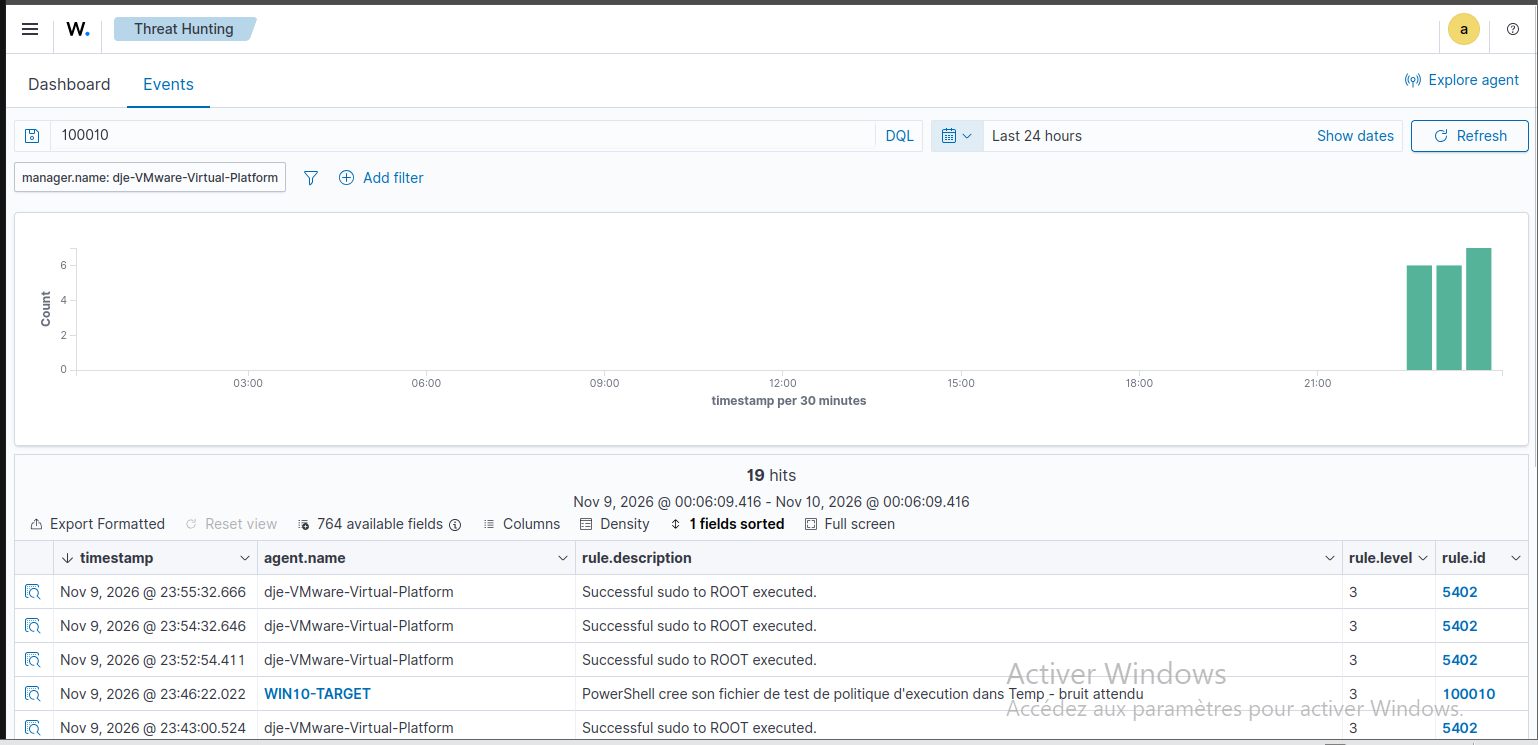 W. Threat Hunting a
Dashboard Events Explore agent
100010 DQL Last 24 hours Show dates Refresh
manager.name: dje-VMware-Virtual-Platform Add filter
6
4
2
0
Count
03:00 06:00 09:00 12:00 15:00 18:00 21:00
timestamp per 30 minutes
19 hits
Nov 9, 2026 @ 00:06:09.416 - Nov 10, 2026 @ 00:06:09.416
Export Formatted Reset view 764 available fields Columns Density 1 fields sorted Full screen
timestamp agent.name rule.description rule.level rule.id
Nov 9, 2026 @ 23:55:32.666 dje-VMware-Virtual-Platform Successful sudo to ROOT executed. 3 5402
Nov 9, 2026 @ 23:54:32.646 dje-VMware-Virtual-Platform Successful sudo to ROOT executed. 3 5402
Nov 9, 2026 @ 23:52:54.411 dje-VMware-Virtual-Platform Successful sudo to ROOT executed. 3 5402
Nov 9, 2026 @ 23:46:22.022 WIN10-TARGET PowerShell cree son fichier de test de politique d'execution dans Temp - bruit attendu 3 100010
Nov 9, 2026 @ 23:43:00.524 dje-VMware-Virtual-Platform Successful sudo to ROOT executed. 3 5402
Activer Windows
Accédez aux paramètres pour activer Windows.